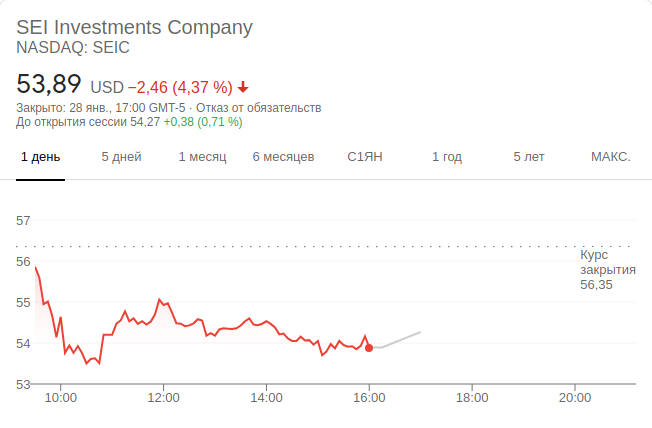 SEI Investments Company
NASDAQ: SEIC
53,89 USD −2,46 (4,37 %)
Закрыто: 28 янв., 17:00 GMT-5 · Отказ от обязательств
До открытия сессии 54,27 +0,38 (0,71 %)
1 день 5 дней 1 месяц 6 месяцев С1ЯН 1 год 5 лет МАКС.
57
56
55
54
53
Курс
закрытия
56,35
10:00 12:00 14:00 16:00 18:00 20:00